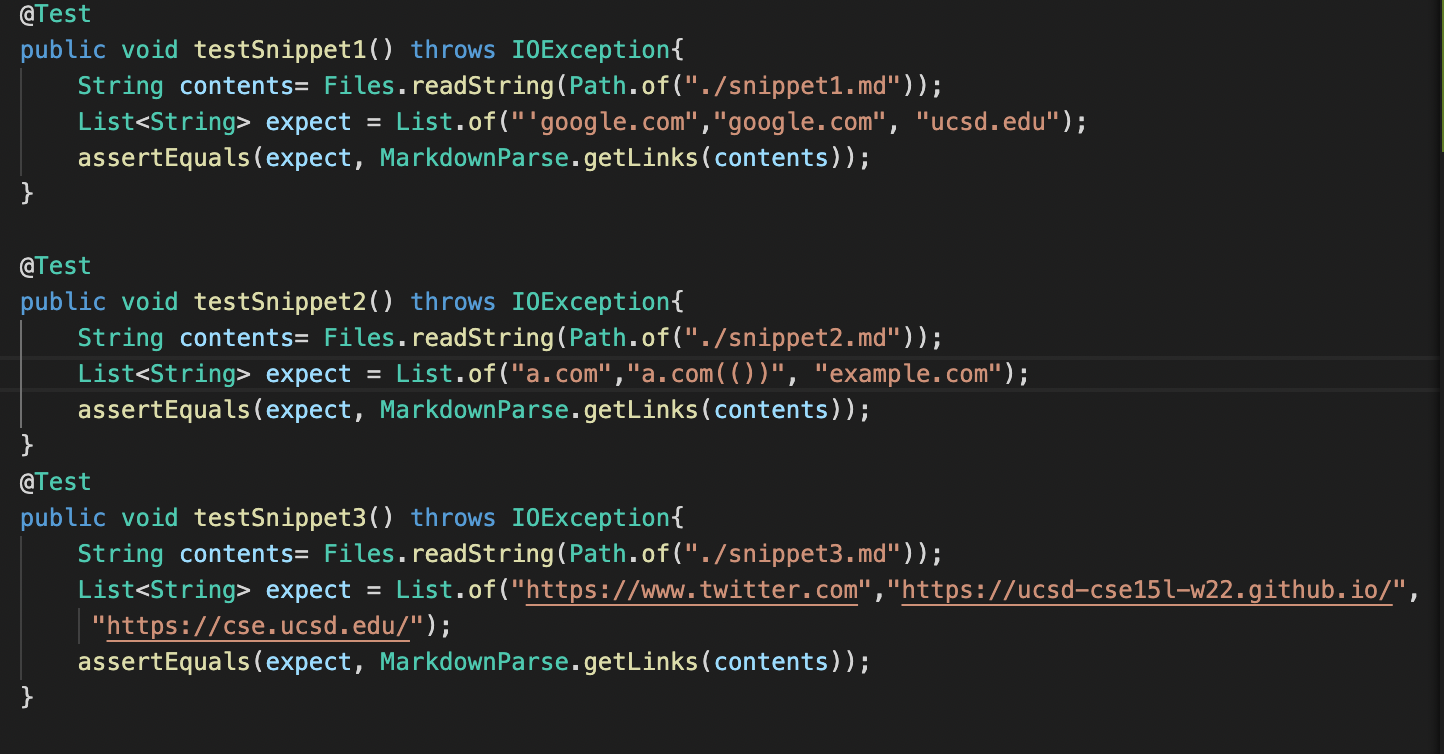 @Test
public void testSnippet1() throws IOException{
    String contents= Files.readString(Path.of("./snippet1.md"));
    List<String> expect = List.of("'google.com","google.com", "ucsd.edu");
    assertEquals(expect, MarkdownParse.getLinks(contents));
}

@Test
public void testSnippet2() throws IOException{
    String contents= Files.readString(Path.of("./snippet2.md"));
    List<String> expect = List.of("a.com","a.com(())", "example.com");
    assertEquals(expect, MarkdownParse.getLinks(contents));
}
@Test
public void testSnippet3() throws IOException{
    String contents= Files.readString(Path.of("./snippet3.md"));
    List<String> expect = List.of("https://www.twitter.com","https://ucsd-cse15l-w22.github.io/",
     "https://cse.ucsd.edu/");
    assertEquals(expect, MarkdownParse.getLinks(contents));
}